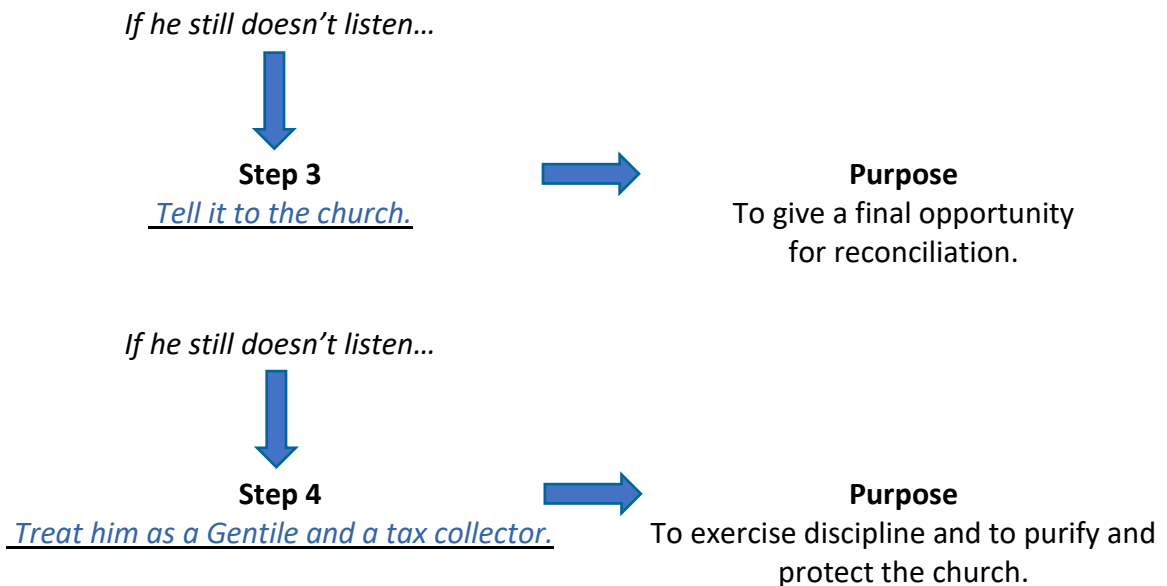 If he still doesn’t listen…
Step 3
Tell it to the church.
Purpose
To give a final opportunity
for reconciliation.
If he still doesn’t listen…
Step 4
Treat him as a Gentile and a tax collector.
Purpose
To exercise discipline and to purify and
protect the church.